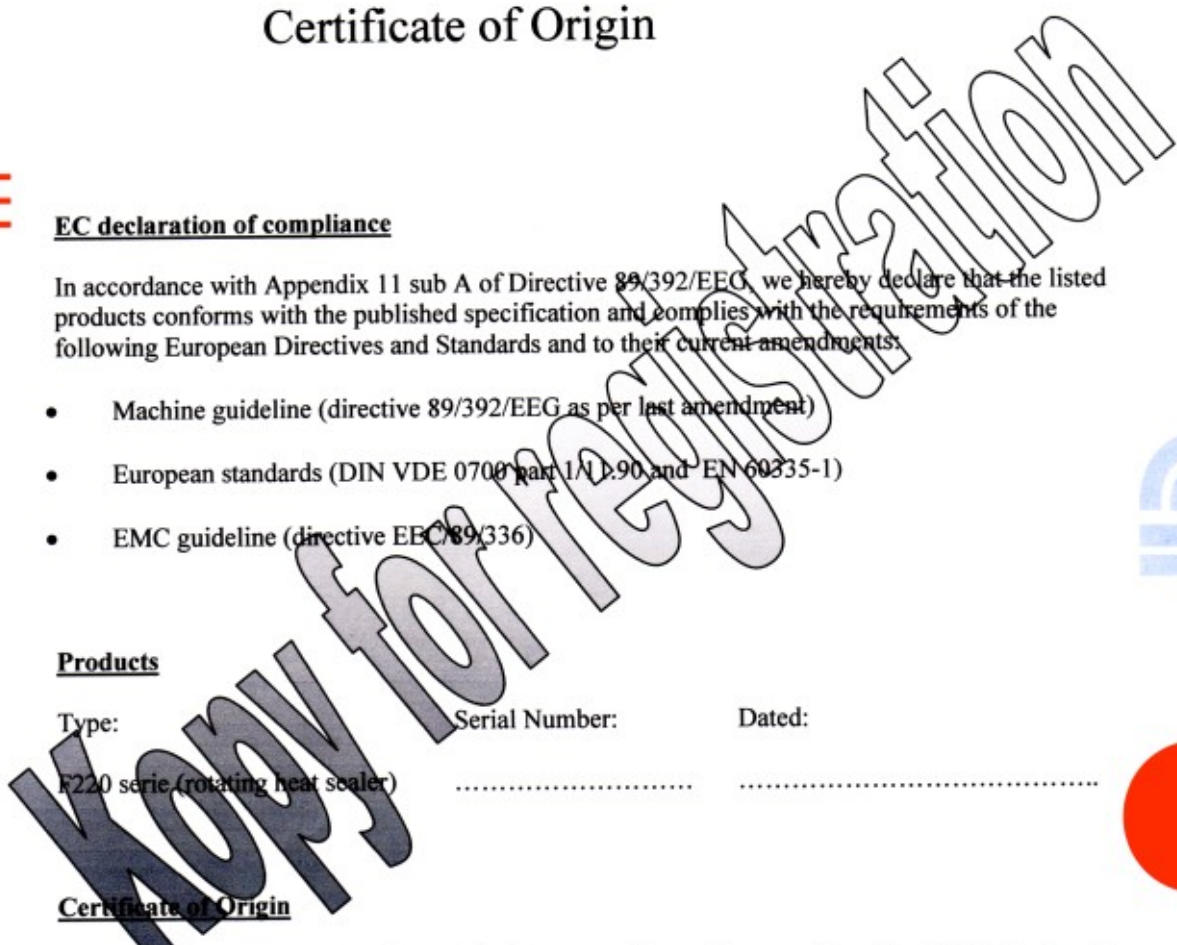 Certificate of Origin
EC declaration of compliance
In accordance with Appendix 11 sub A of Directive 89/392/EEG, we hereby declare that the listed
products conforms with the published specification and complies with the requirements of the
following European Directives and Standards and to their current amendments:
• Machine guideline (directive 89/392/EEG as per last amendment)
• European standards (DIN VDE 0700 part 1/11.90 and EN 60335-1)
• EMC guideline (directive EEC/89/336)
Products
Type: Serial Number: Dated:
F220 serie (rotating heat sealer) ........................... ........................................
Certificate of Origin
Kopy for registration